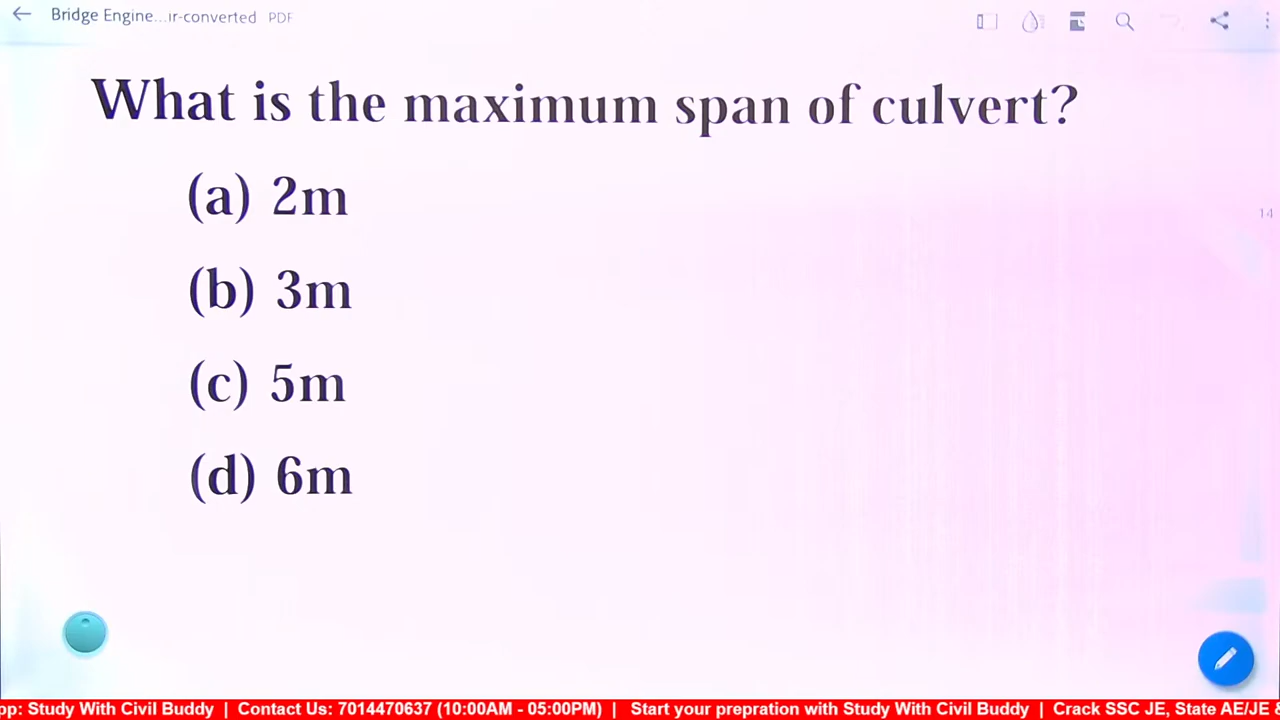 Bridge Engine...ır-converted PDF
What is the maximum span of culvert?
(a) 2m
14
(b) 3m
(c) 5m
(d) 6m
pp: Study With Civil Buddy | Contact Us: 7014470637 (10:00AM - 05:00PM) | Start your prepration with Study With Civil Buddy | Crack SSC JE, State AE/JE &